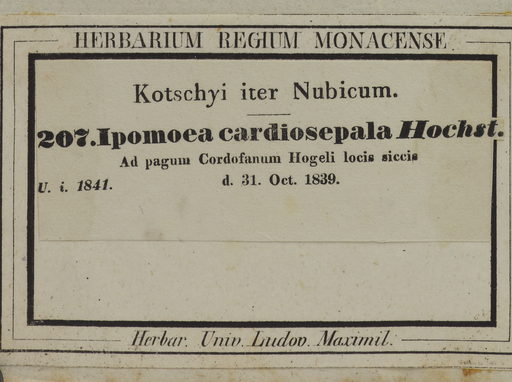 HERBARIUM REGIUM MONACENSE.
Kotschyi iter Nubicum.
207. Ipomoea cardiosepala Hochst.
Ad pagum Cordofanum Hogeli locis siccis
U. i. 1841. d. 31. Oct. 1839.
Herbar. Univ. Ludov. Maximil.